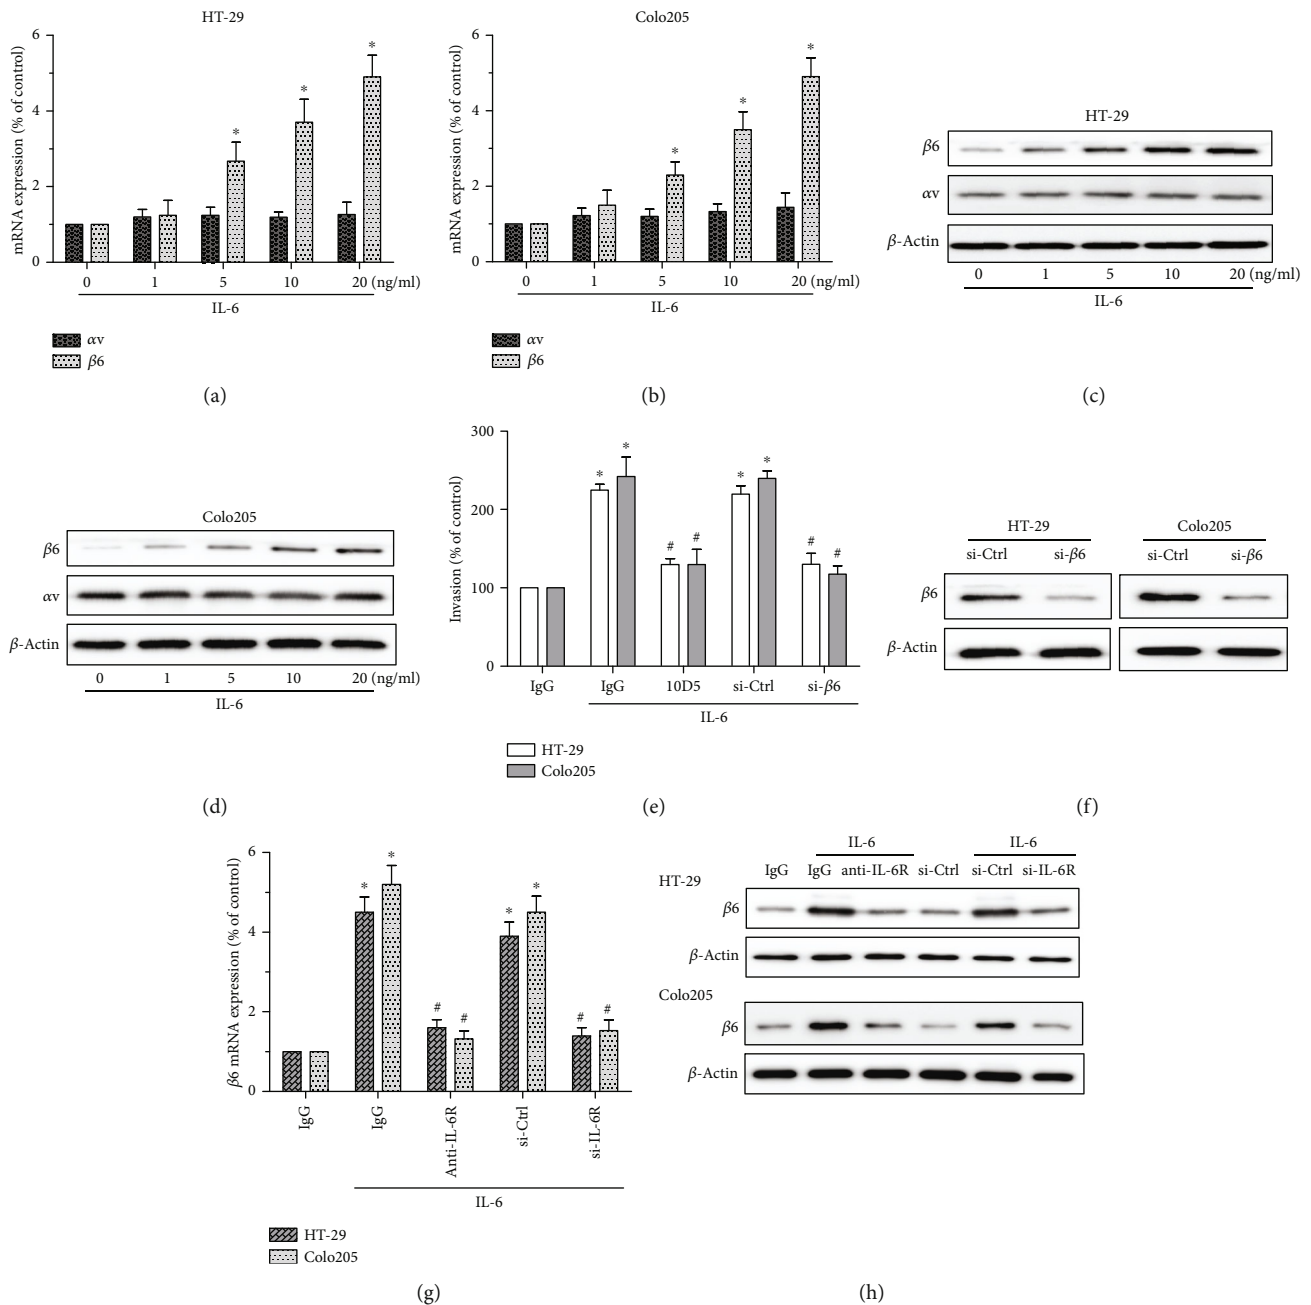 HT-29
mRNA expression (% of control)
6
4
2
0
*
*
*
0 1 5 10 20 (ng/ml)
IL-6
αv
β6
(a)
Colo205
mRNA expression (% of control)
6
4
2
0
*
*
*
0 1 5 10 20 (ng/ml)
IL-6
αv
β6
(b)
HT-29
β6
αv
β-Actin
0 1 5 10 20 (ng/ml)
IL-6
(c)
Colo205
β6
αv
β-Actin
0 1 5 10 20 (ng/ml)
IL-6
(d)
Invasion (% of control)
300
200
100
0
* * # # * * # #
IgG IgG 10D5 si-Ctrl si-β6
IL-6
HT-29
Colo205
(e)
HT-29 Colo205
si-Ctrl si-β6 si-Ctrl si-β6
β6
β-Actin
(f)
β6 mRNA expression (% of control)
6
4
2
0
* * # # * * # #
IgG IgG Anti-IL-6R si-Ctrl si-IL-6R
IL-6
HT-29
Colo205
(g)
IL-6 IL-6
IgG IgG anti-IL-6R si-Ctrl si-Ctrl si-IL-6R
HT-29
β6
β-Actin
Colo205
β6
β-Actin
(h)